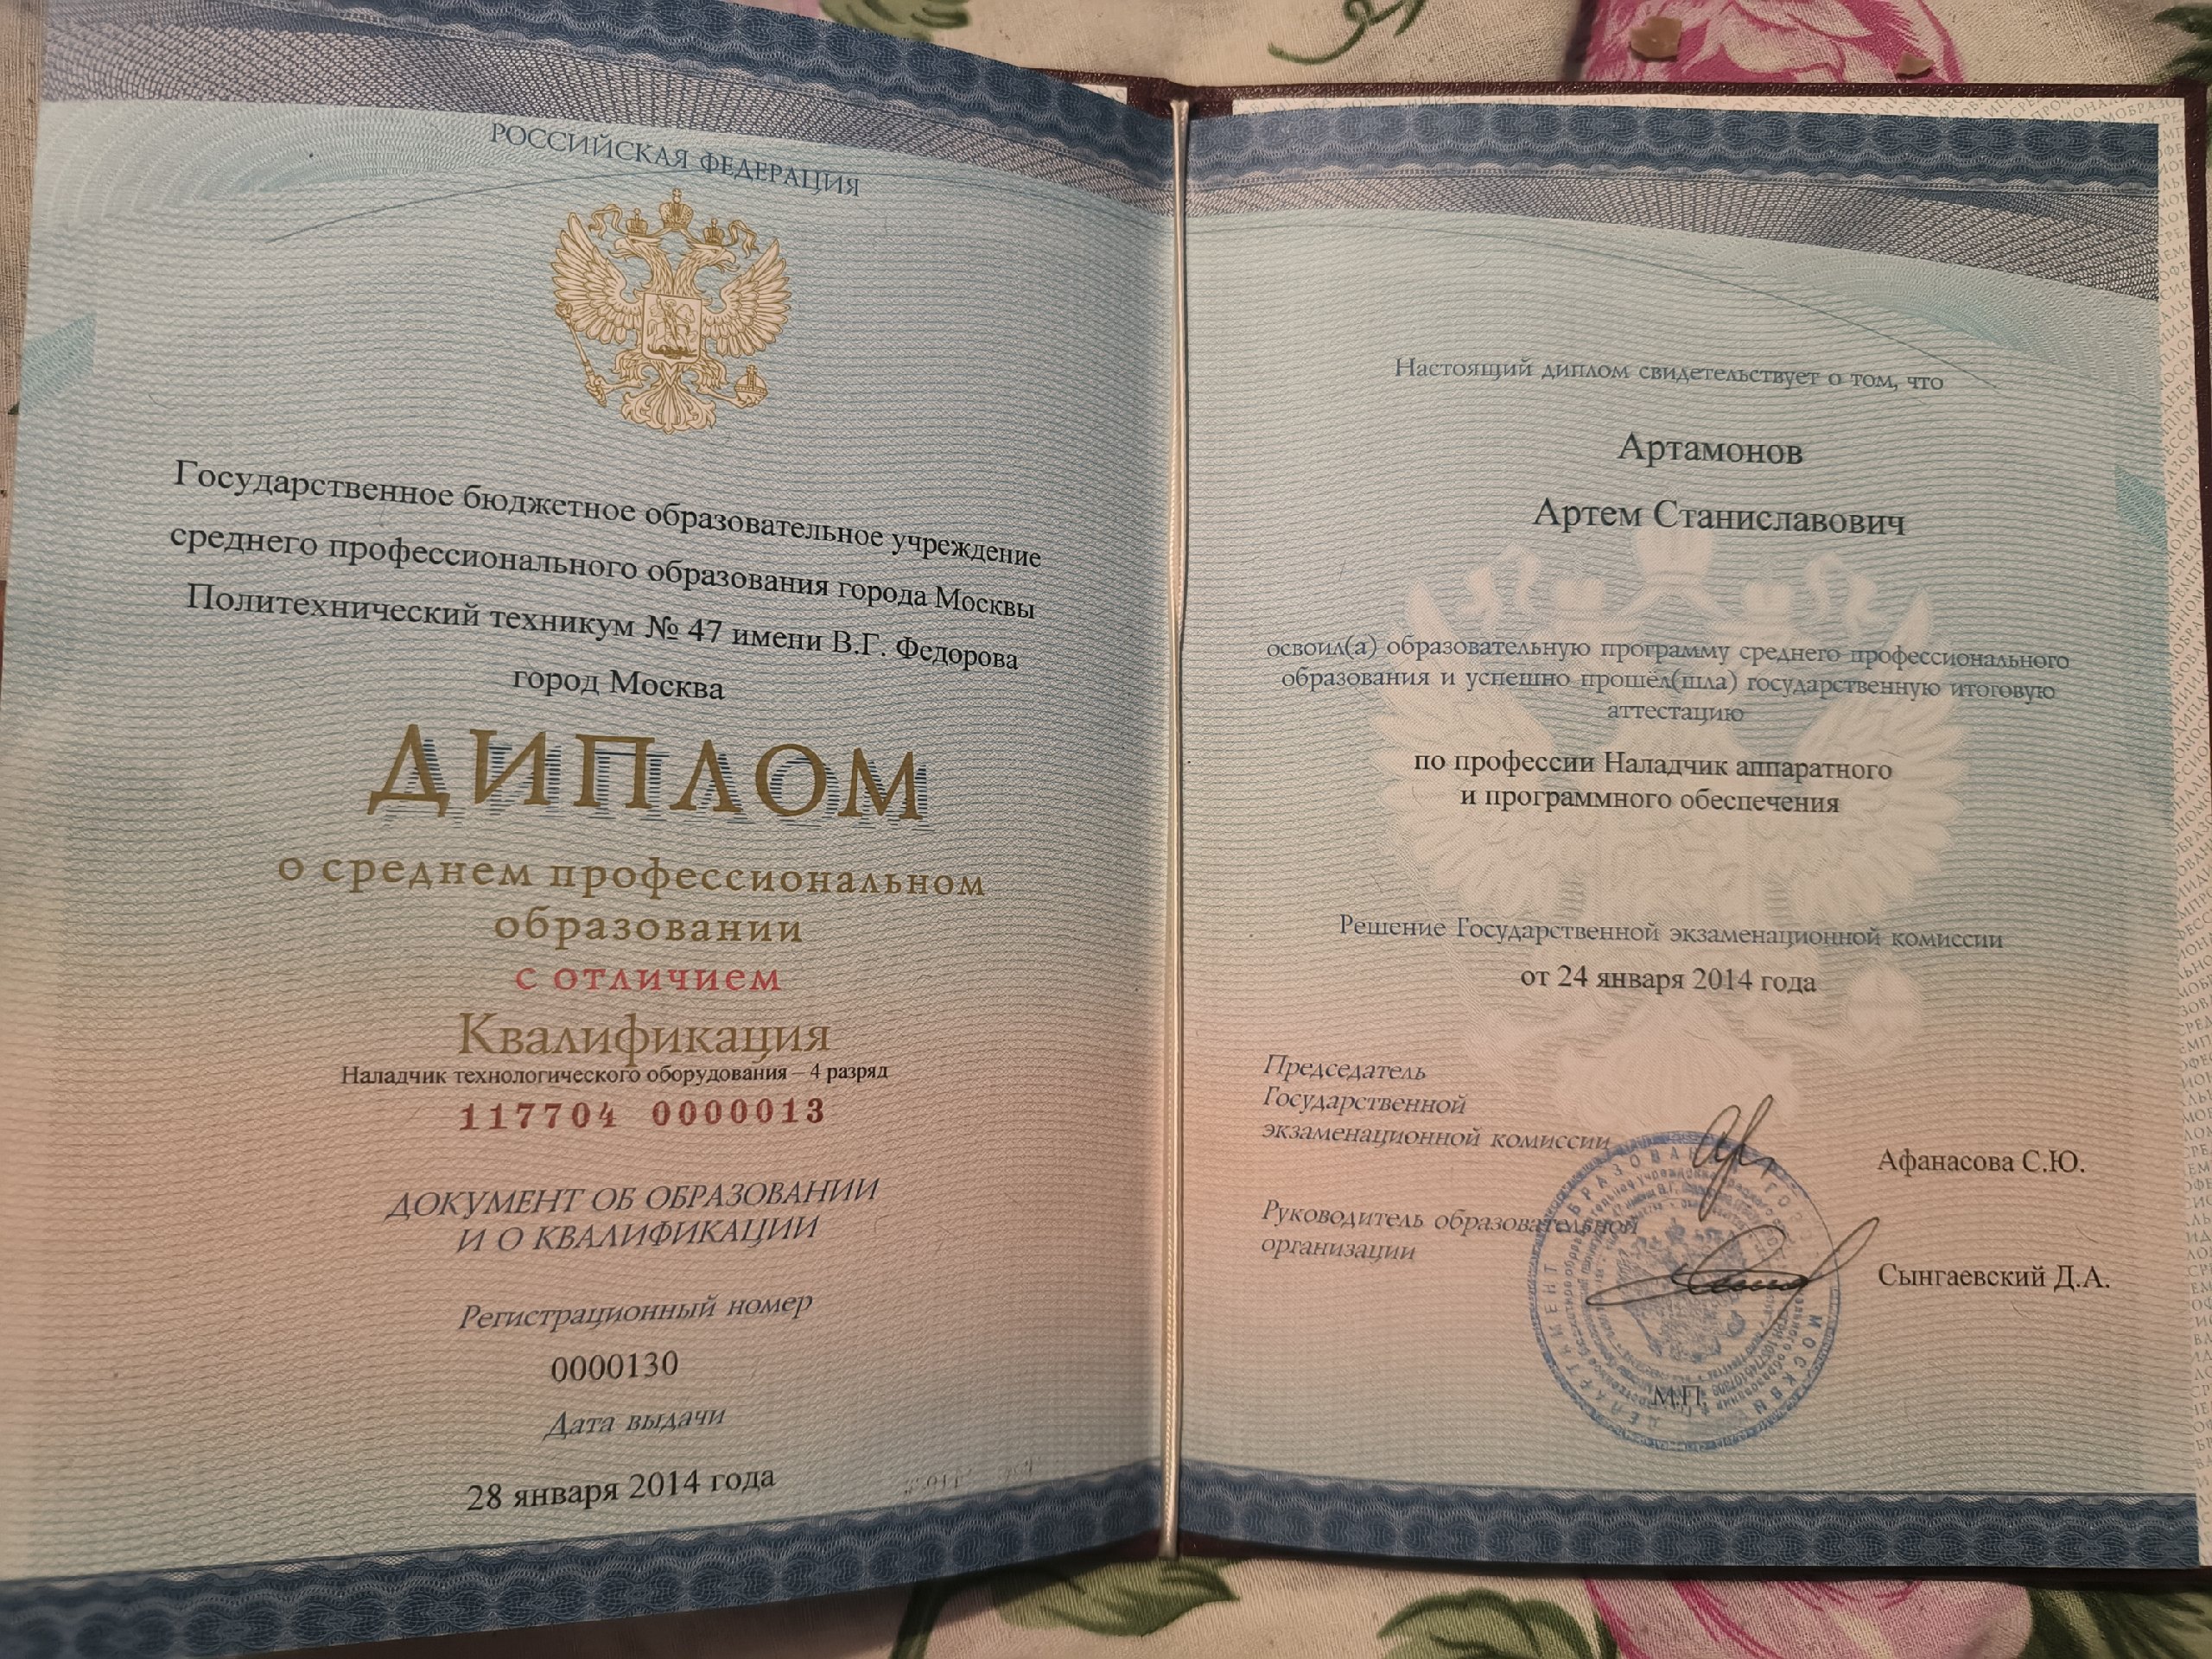 РОССИЙСКАЯ ФЕДЕРАЦИЯ
Государственное бюджетное образовательное учреждение
среднего профессионального образования города Москвы
Политехнический техникум № 47 имени В.Г. Федорова
город Москва
ДИПЛОМ
о среднем профессиональном
образовании
с отличием
Квалификация
Наладчик технологического оборудования – 4 разряд
117704 0000013
ДОКУМЕНТ ОБ ОБРАЗОВАНИИ
И О КВАЛИФИКАЦИИ
Регистрационный номер
0000130
Дата выдачи
28 января 2014 года
Настоящий диплом свидетельствует о том, что
Артамонов
Артем Станиславович
освоил(а) образовательную программу среднего профессионального
образования и успешно прошёл(шла) государственную итоговую
аттестацию
по профессии Наладчик аппаратного
и программного обеспечения
Решение Государственной экзаменационной комиссии
от 24 января 2014 года
Председатель
Государственной
экзаменационной комиссии
Афанасова С.Ю.
Руководитель образовательной
организации
Сынгаевский Д.А.
М.П.